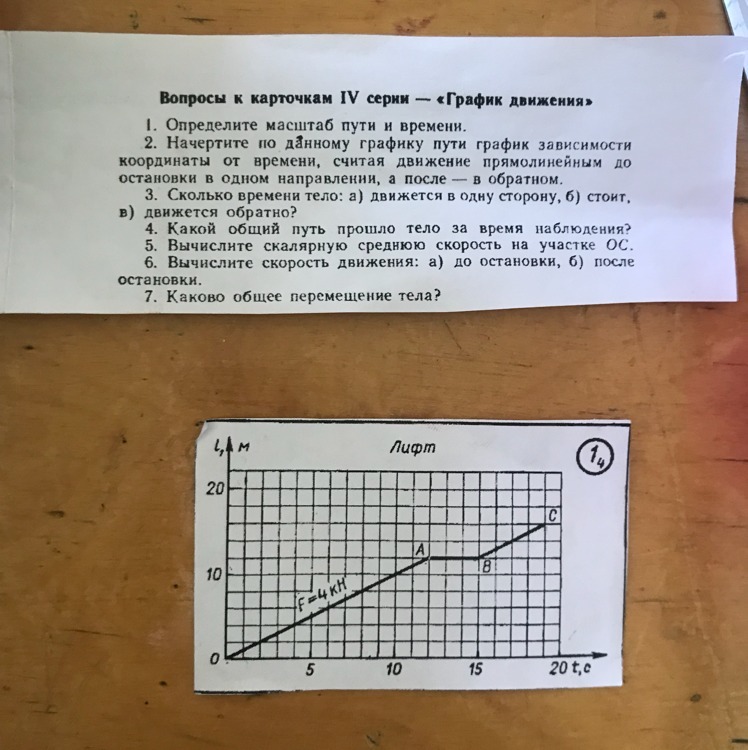 Вопросы к карточкам IV серии — «График движения»
1. Определите масштаб пути и времени.
2. Начертите по данному графику пути график зависимости
координаты от времени, считая движение прямолинейным до
остановки в одном направлении, а после — в обратном.
3. Сколько времени тело: а) движется в одну сторону, б) стоит,
в) движется обратно?
4. Какой общий путь прошло тело за время наблюдения?
5. Вычислите скалярную среднюю скорость на участке OC.
6. Вычислите скорость движения: а) до остановки, б) после
остановки.
7. Каково общее перемещение тела?
l, м
Лифт
1₄
20
C
A
B
10
F=4кН
0
5 10 15 20 t,c